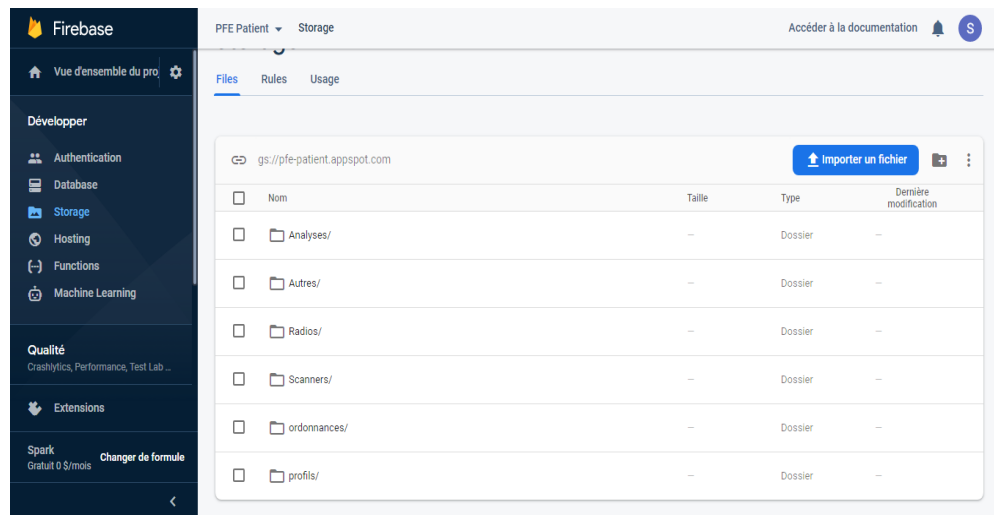 Firebase
PFE Patient
Storage
Accéder à la documentation
S
Vue d'ensemble du pro
Files
Rules
Usage
Développer
Authentication
Database
Storage
Hosting
Functions
Machine Learning
Qualité
Crashlytics, Performance, Test Lab ...
Extensions
Spark
Gratuit 0 $/mois
Changer de formule
gs://pfe-patient.appspot.com
Importer un fichier
Nom
Taille
Type
Dernière
modification
Analyses/
–
Dossier
–
Autres/
–
Dossier
–
Radios/
–
Dossier
–
Scanners/
–
Dossier
–
ordonnances/
–
Dossier
–
profils/
–
Dossier
–